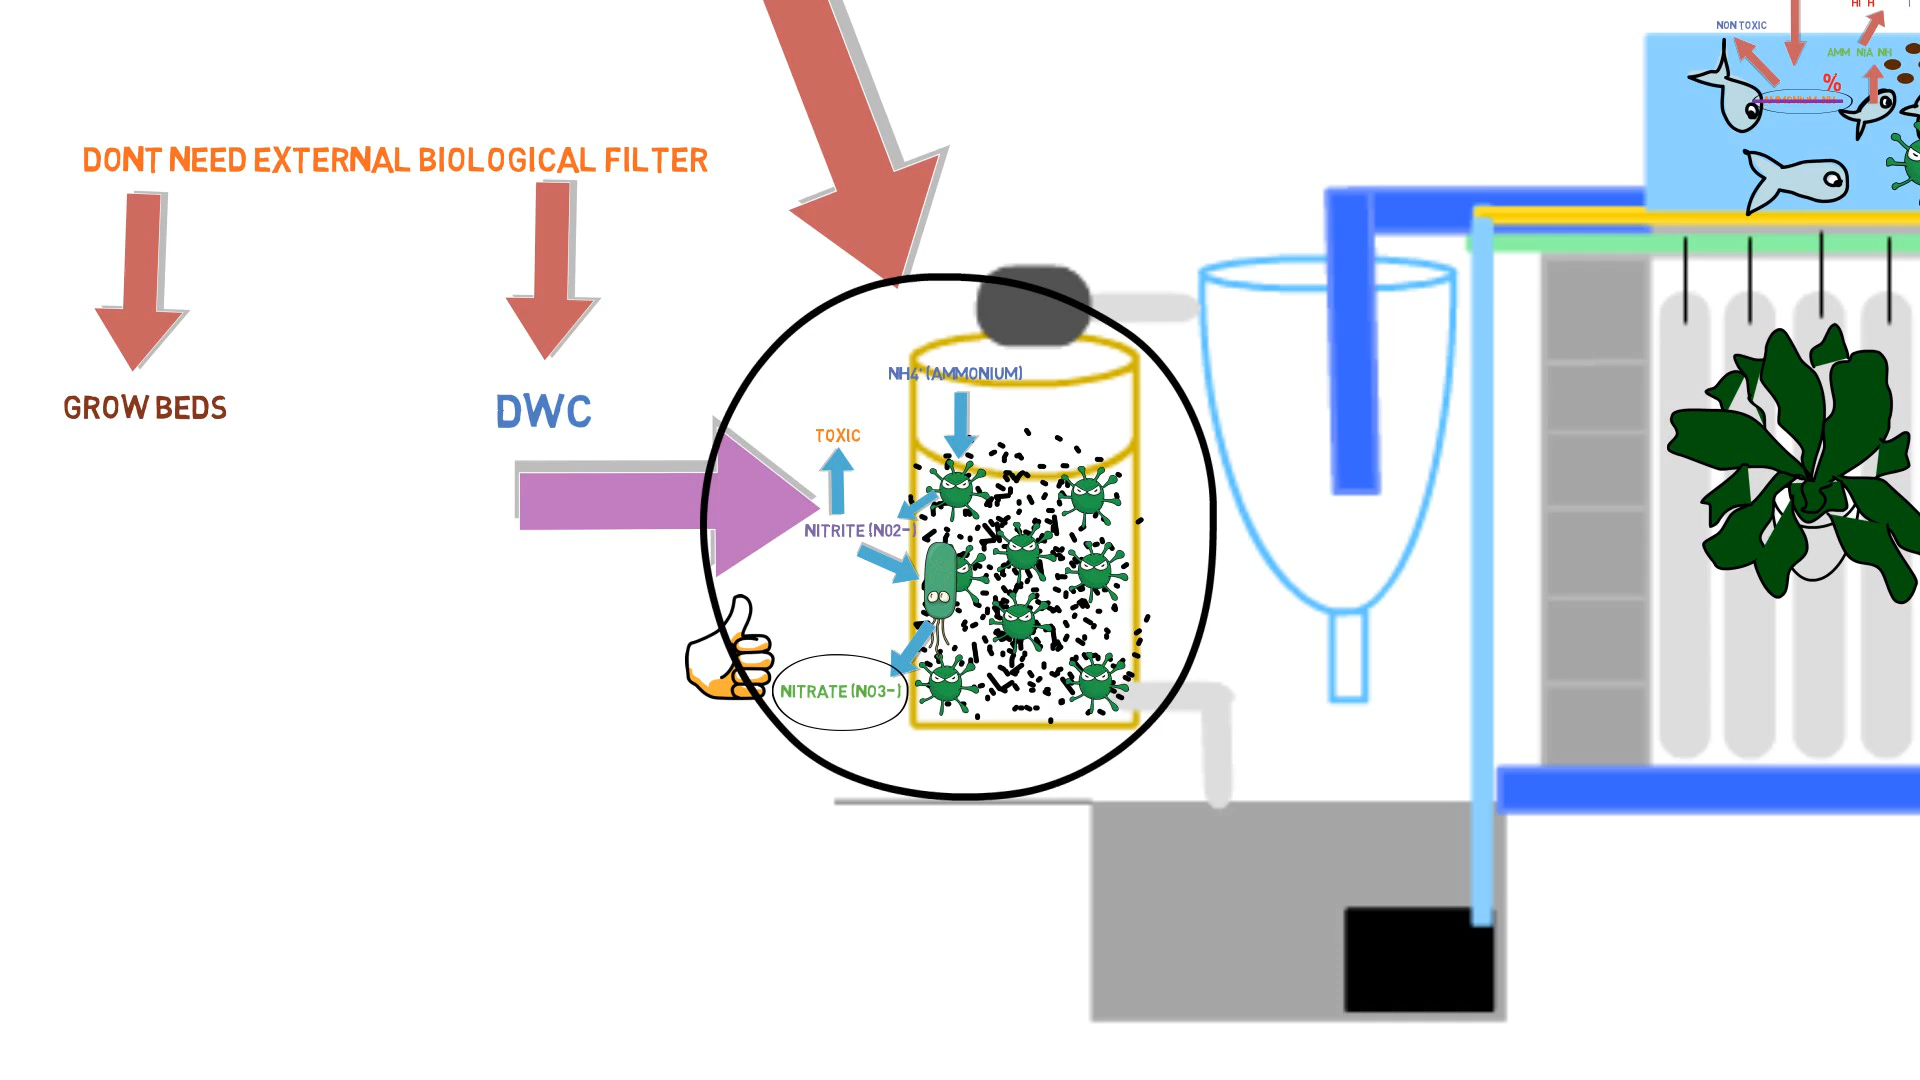 NON TOXIC
%
DONT NEED EXTERNAL BIOLOGICAL FILTER
GROW BEDS
DWC
NH4+(AMMONIUM)
TOXIC
NITRITE (NO2-)
NITRATE (NO3-)